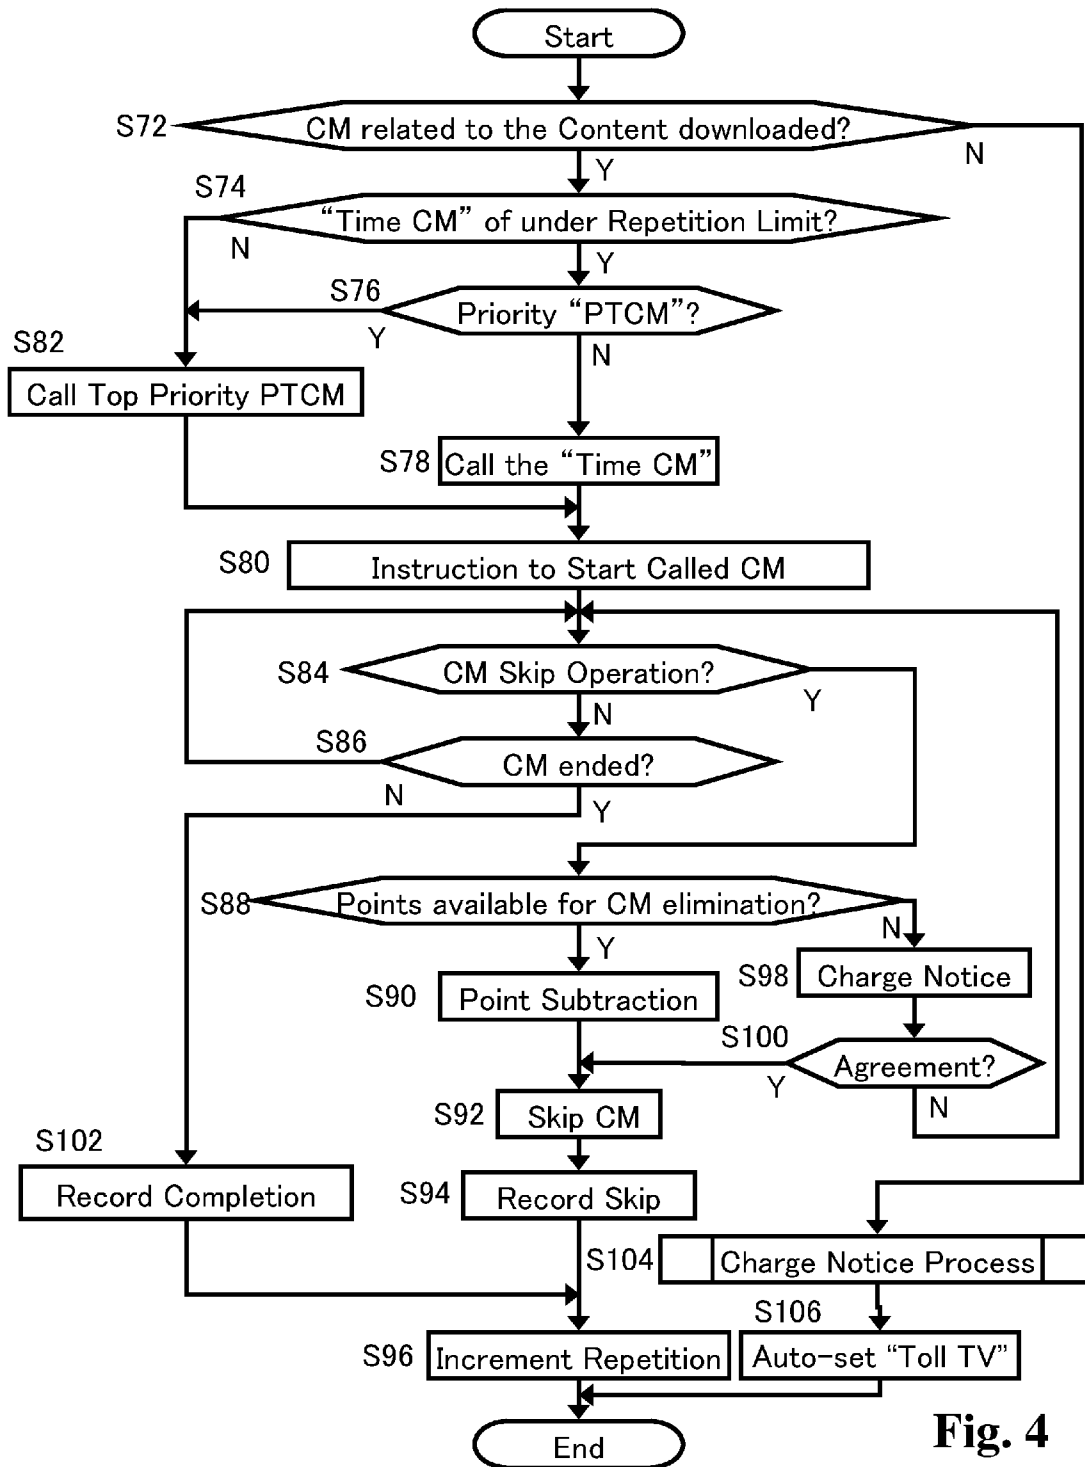 Start
S72
CM related to the Content downloaded?
N
Y
S74
“Time CM” of under Repetition Limit?
N
Y
S76
Priority “PTCM”?
Y
N
S82
Call Top Priority PTCM
S78
Call the “Time CM”
S80
Instruction to Start Called CM
S84
CM Skip Operation?
Y
N
S86
CM ended?
N
Y
S88
Points available for CM elimination?
N
Y
S98
Charge Notice
S90
Point Subtraction
S100
Agreement?
Y
N
S92
Skip CM
S102
Record Completion
S94
Record Skip
S104
Charge Notice Process
S106
S96
Increment Repetition
Auto-set “Toll TV”
End
Fig. 4